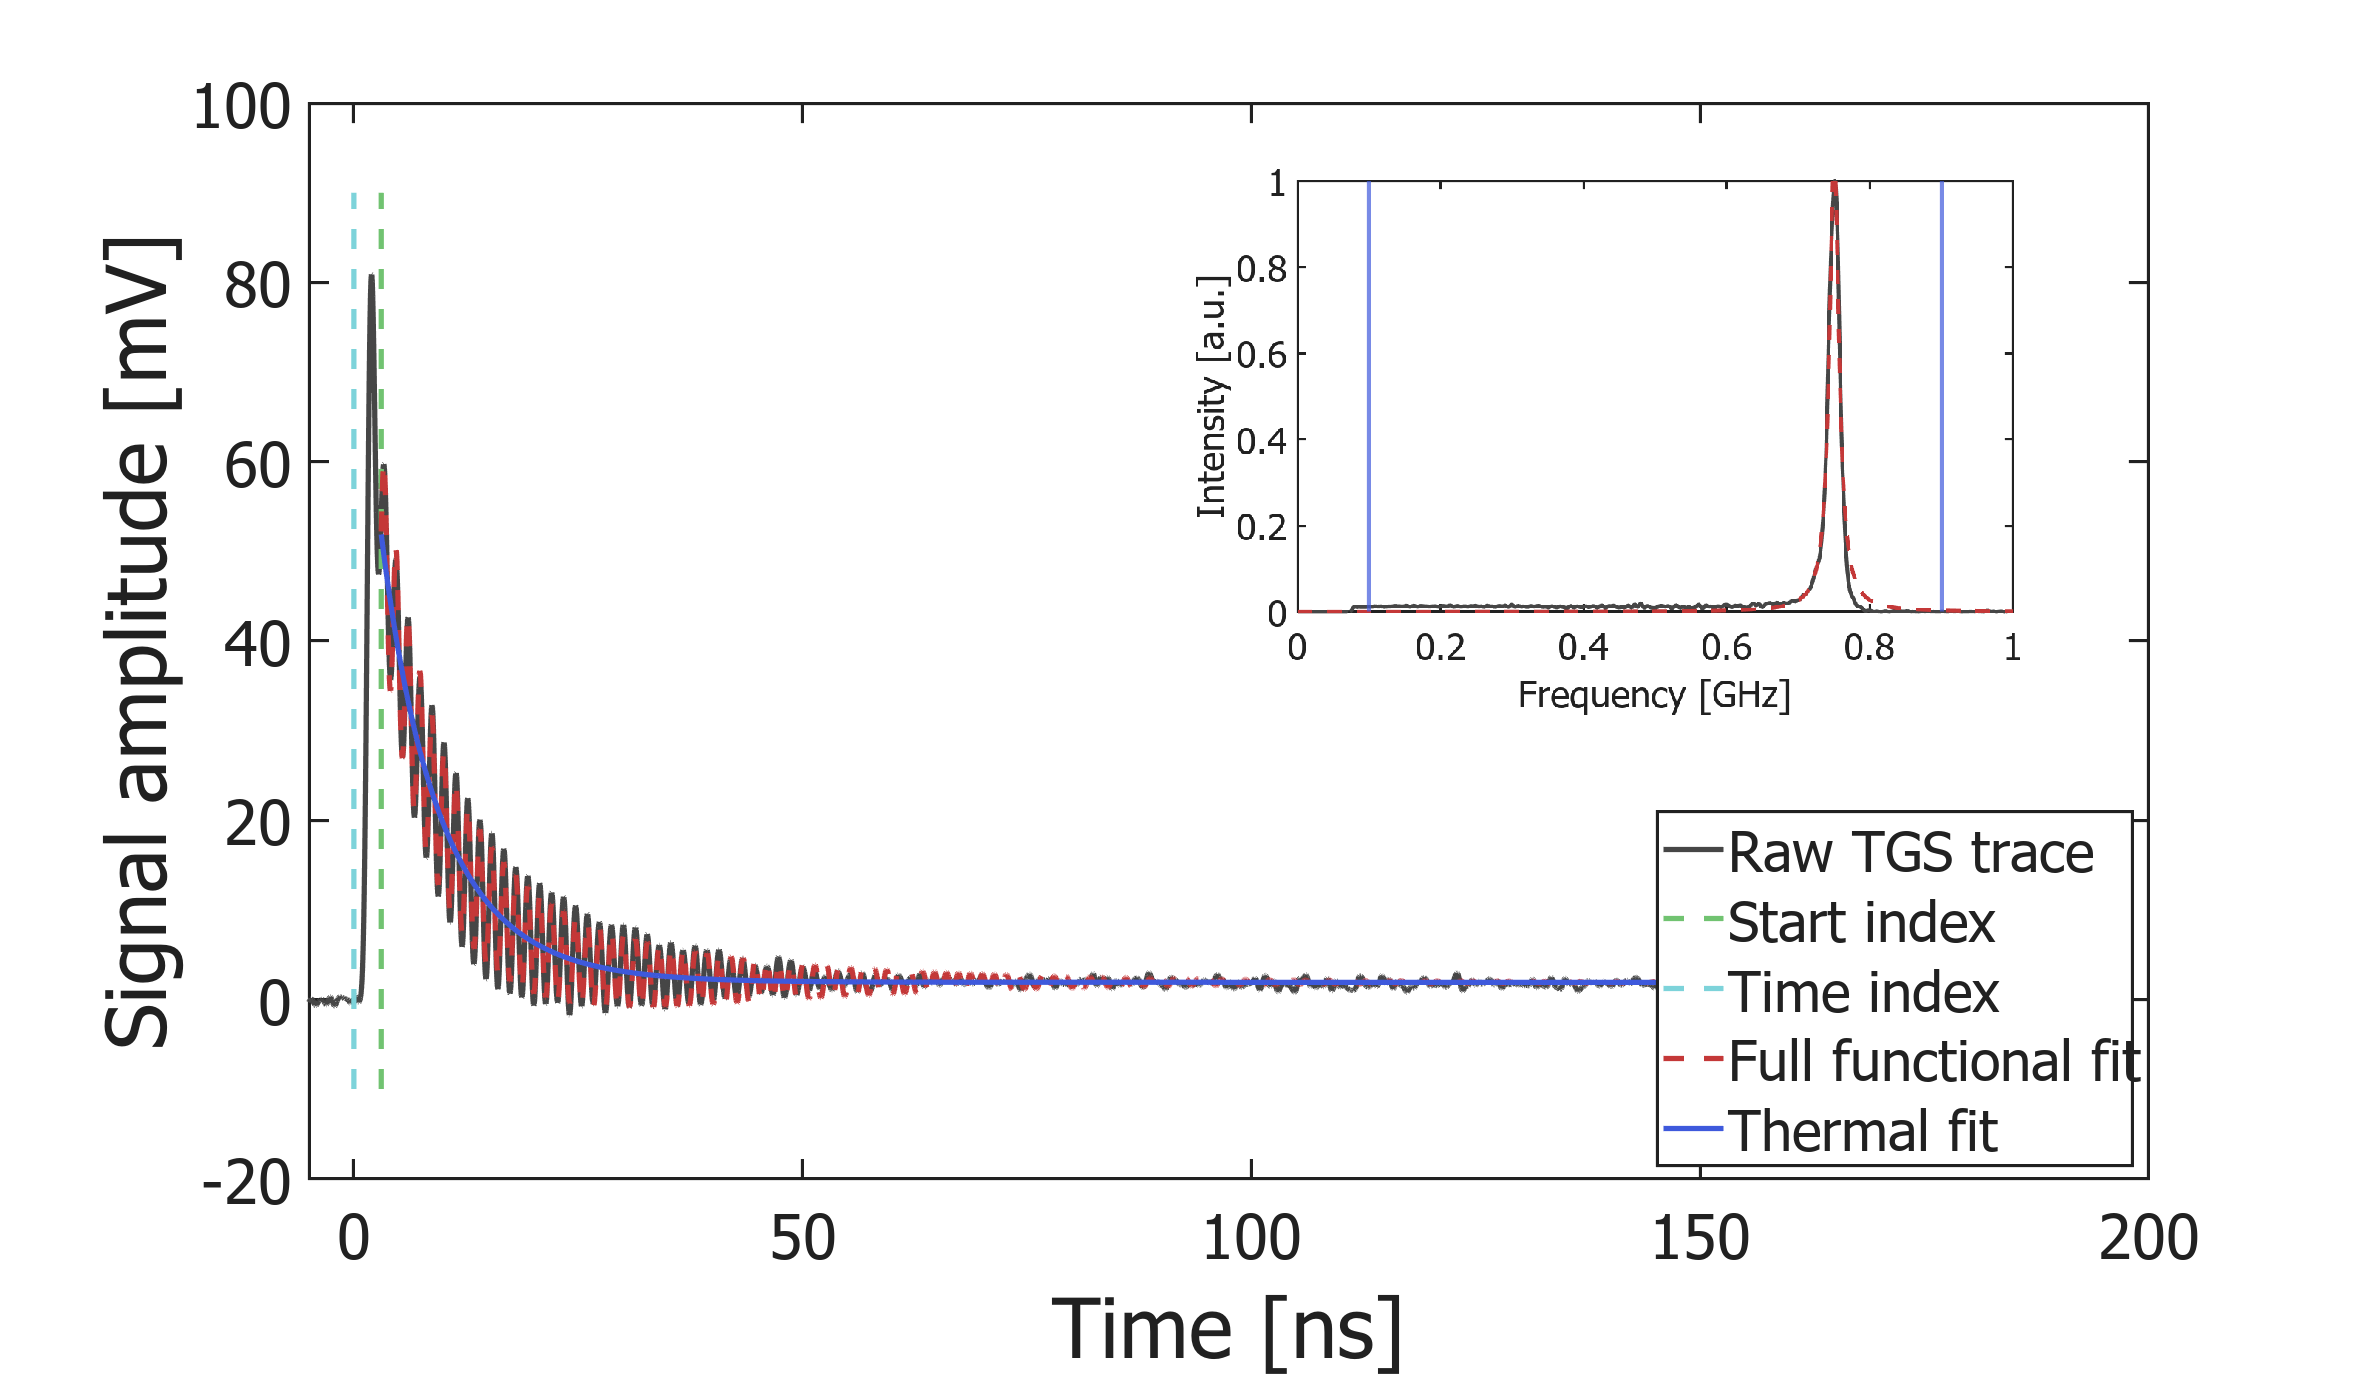 100
80
60
40
20
0
-20
Signal amplitude [mV]
0
50
100
150
200
Time [ns]
1
0.8
0.6
0.4
0.2
0
Intensity [a.u.]
0
0.2
0.4
0.6
0.8
1
Frequency [GHz]
Raw TGS trace
Start index
Time index
Full functional fit
Thermal fit